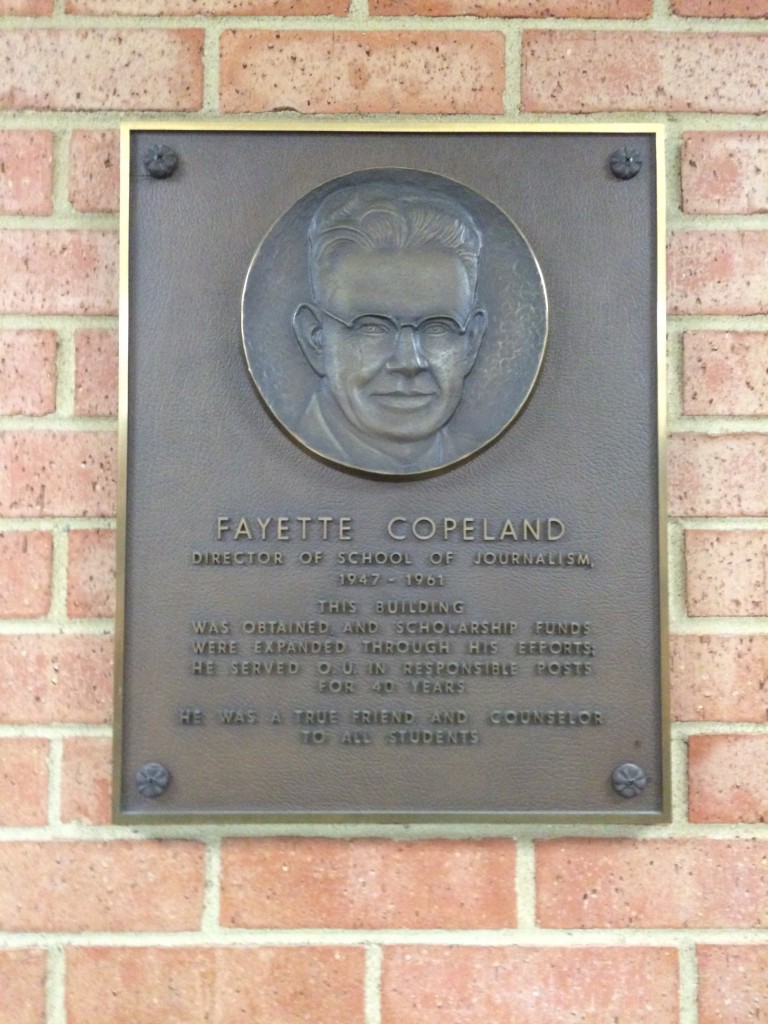 FAYETTE COPELAND
DIRECTOR OF SCHOOL OF JOURNALISM,
1947 - 1961
THIS BUILDING
WAS OBTAINED AND SCHOLARSHIP FUNDS
WERE EXPANDED THROUGH HIS EFFORTS;
HE SERVED O.U. IN RESPONSIBLE POSTS
FOR 40 YEARS.
HE WAS A TRUE FRIEND AND COUNSELOR
TO ALL STUDENTS